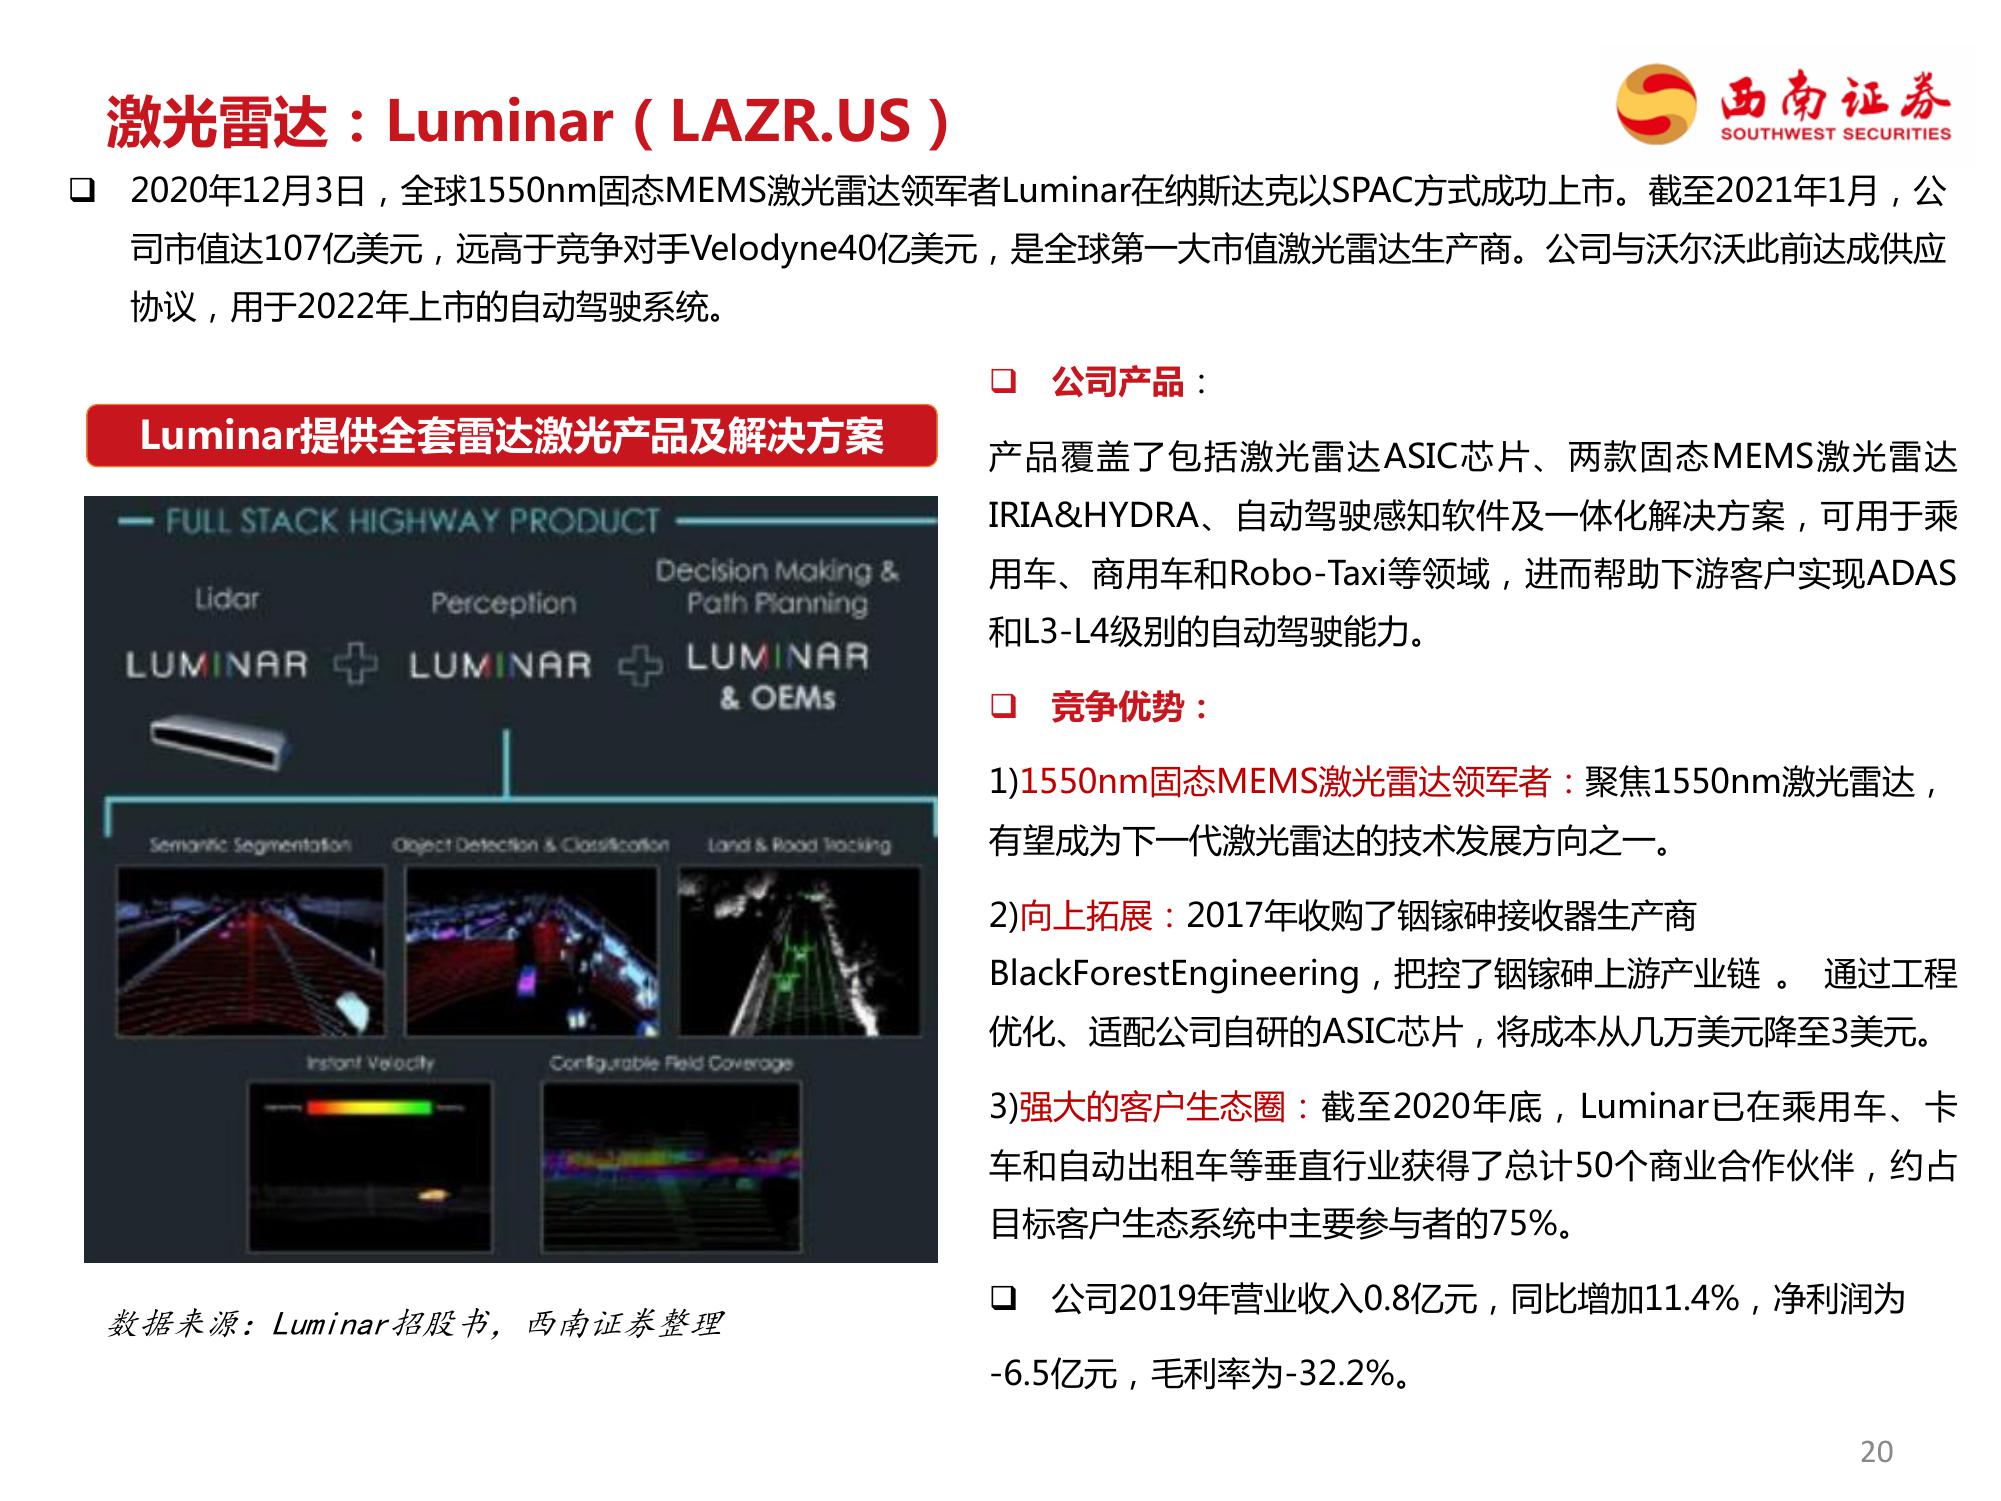 激光雷达：Luminar（LAZR.US）
西南证券
SOUTHWEST SECURITIES
❑ 2020年12月3日，全球1550nm固态MEMS激光雷达领军者Luminar在纳斯达克以SPAC方式成功上市。截至2021年1月，公
司市值达107亿美元，远高于竞争对手Velodyne40亿美元，是全球第一大市值激光雷达生产商。公司与沃尔沃此前达成供应
协议，用于2022年上市的自动驾驶系统。
Luminar提供全套雷达激光产品及解决方案
FULL STACK HIGHWAY PRODUCT
Lidar
Perception
Decision Making &
Path Planning
LUMINAR
LUMINAR
LUMINAR
& OEMs
Semantic Segmentation
Object Detection & Classification
Land & Road Tracking
Instant Velocity
Configurable Field Coverage
数据来源：Luminar招股书，西南证券整理
❑ 公司产品：
产品覆盖了包括激光雷达ASIC芯片、两款固态MEMS激光雷达
IRIA&HYDRA、自动驾驶感知软件及一体化解决方案，可用于乘
用车、商用车和Robo-Taxi等领域，进而帮助下游客户实现ADAS
和L3-L4级别的自动驾驶能力。
❑ 竞争优势：
1)1550nm固态MEMS激光雷达领军者：聚焦1550nm激光雷达，
有望成为下一代激光雷达的技术发展方向之一。
2)向上拓展：2017年收购了铟镓砷接收器生产商
BlackForestEngineering，把控了铟镓砷上游产业链 。 通过工程
优化、适配公司自研的ASIC芯片，将成本从几万美元降至3美元。
3)强大的客户生态圈：截至2020年底，Luminar已在乘用车、卡
车和自动出租车等垂直行业获得了总计50个商业合作伙伴，约占
目标客户生态系统中主要参与者的75%。
❑ 公司2019年营业收入0.8亿元，同比增加11.4%，净利润为
-6.5亿元，毛利率为-32.2%。
20